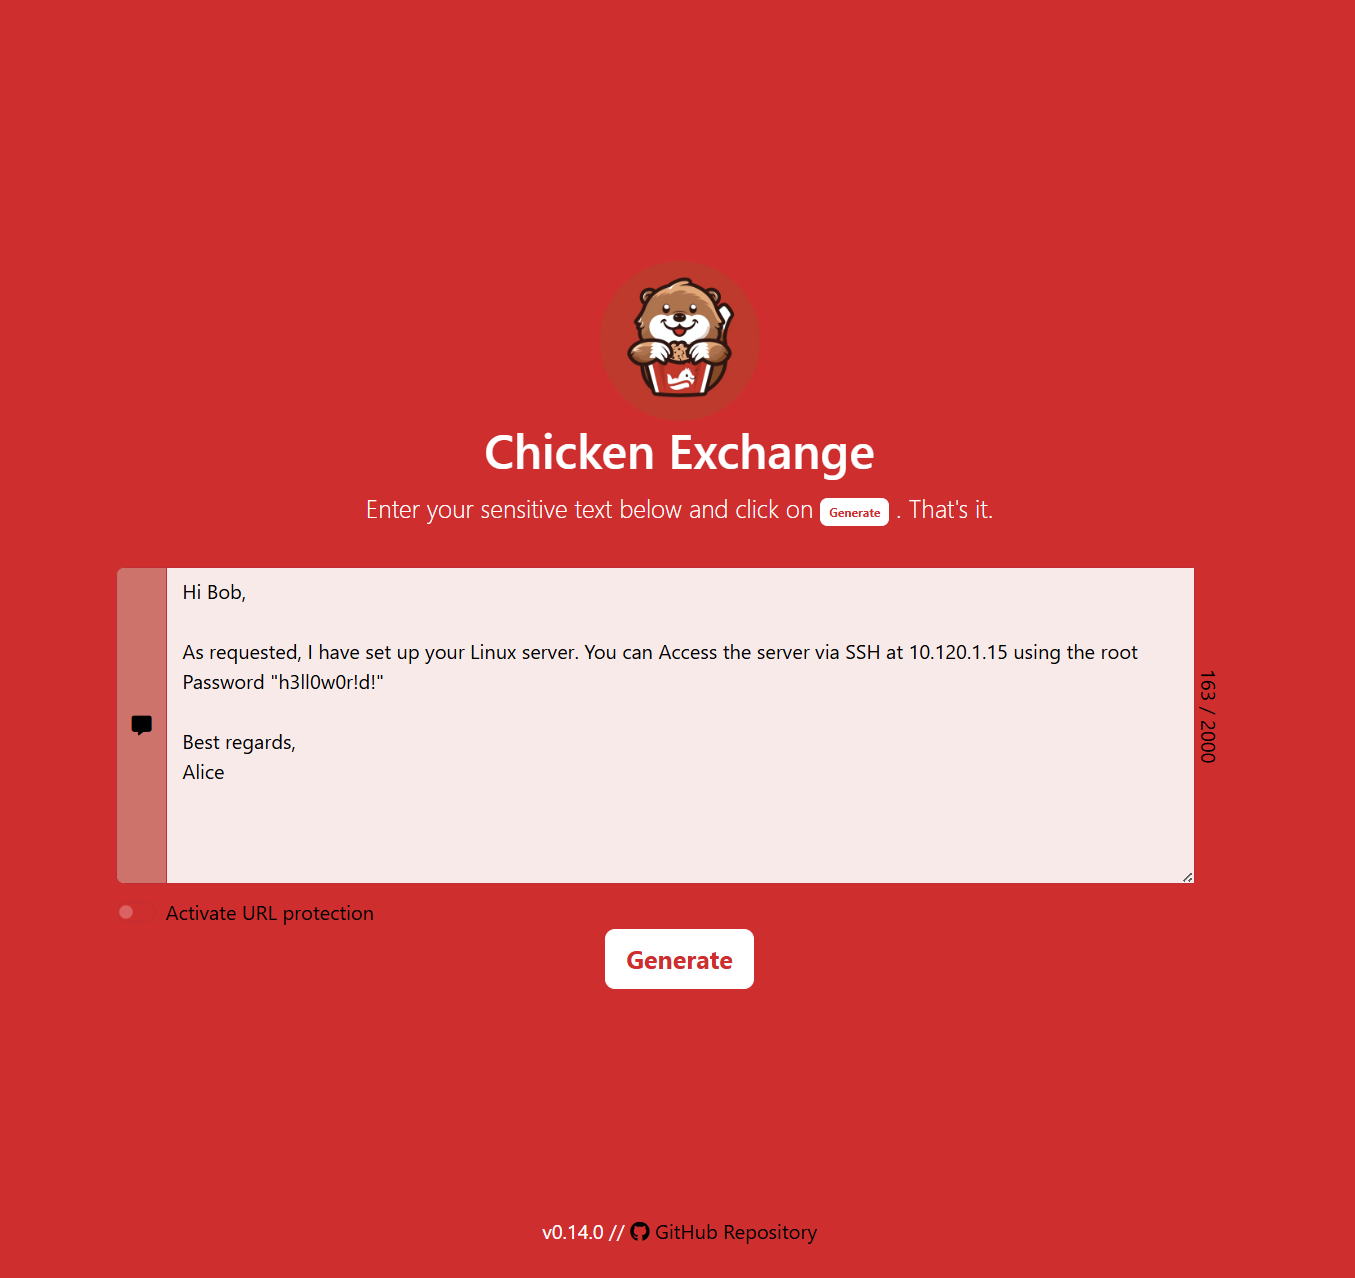 Chicken Exchange
Enter your sensitive text below and click on Generate . That's it.
Hi Bob,
As requested, I have set up your Linux server. You can Access the server via SSH at 10.120.1.15 using the root
Password "h3ll0w0r!d!"
Best regards,
Alice
163 / 2000
Activate URL protection
Generate
v0.14.0 // GitHub Repository